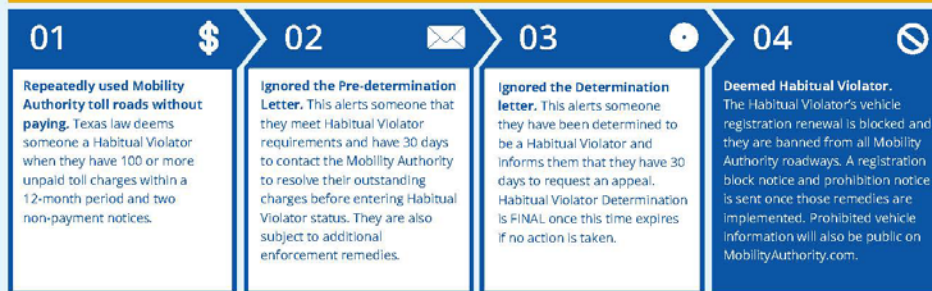 01
$
Repeatedly used Mobility
Authority toll roads without
paying. Texas law deems
someone a Habitual Violator
when they have 100 or more
unpaid toll charges within a
12-month period and two
non-payment notices.
02
Ignored the Pre-determination
Letter. This alerts someone that
they meet Habitual Violator
requirements and have 30 days
to contact the Mobility Authority
to resolve their outstanding
charges before entering Habitual
Violator status. They are also
subject to additional
enforcement remedies.
03
Ignored the Determination
letter. This alerts someone
they have been determined to
be a Habitual Violator and
informs them that they have 30
days to request an appeal.
Habitual Violator Determination
is FINAL once this time expires
if no action is taken.
04
Deemed Habitual Violator.
The Habitual Violator's vehicle
registration renewal is blocked and
they are banned from all Mobility
Authority roadways. A registration
block notice and prohibition notice
is sent once those remedies are
implemented. Prohibited vehicle
information will also be public on
MobilityAuthority.com.